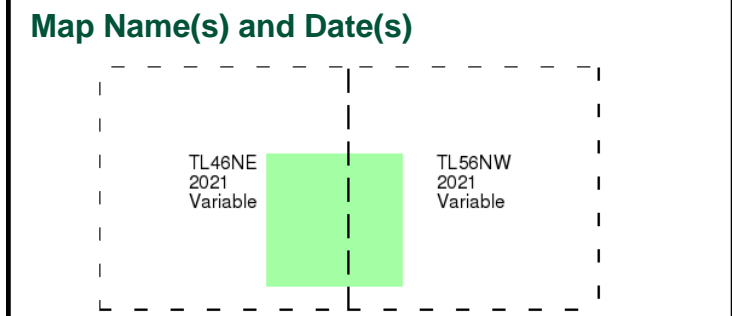 Map Name(s) and Date(s)
TL46NE
2021
Variable
TL56NW
2021
Variable